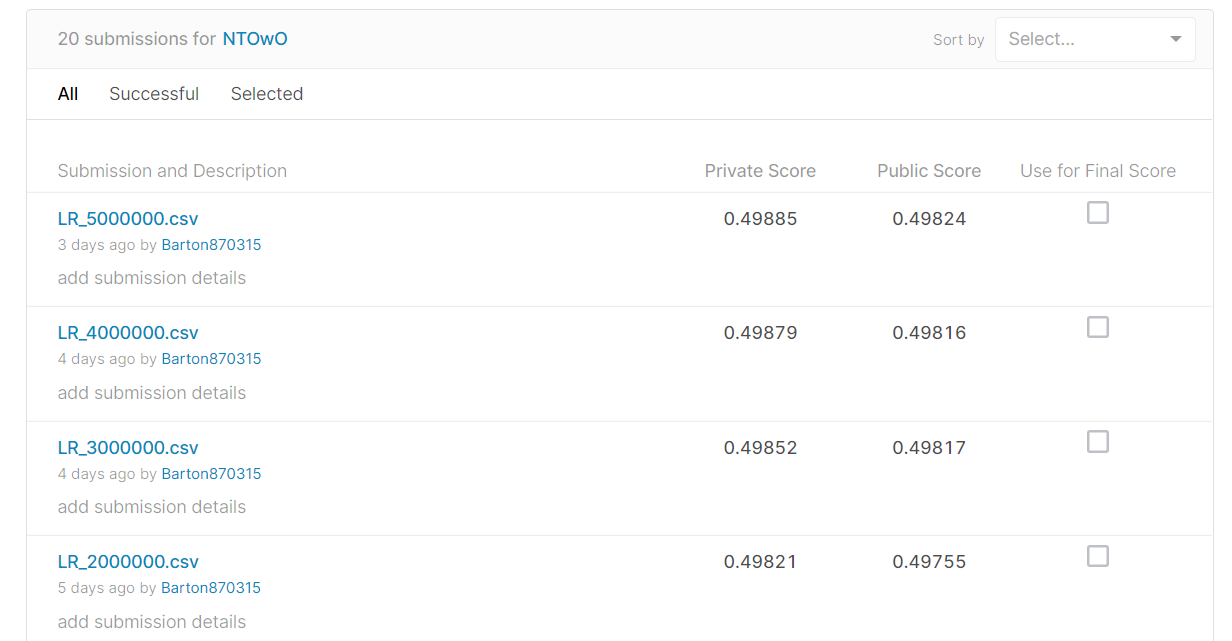 20 submissions for NTOwO
Sort by Select...
All Successful Selected
Submission and Description Private Score Public Score Use for Final Score
LR_5000000.csv 0.49885 0.49824
3 days ago by Barton870315
add submission details
LR_4000000.csv 0.49879 0.49816
4 days ago by Barton870315
add submission details
LR_3000000.csv 0.49852 0.49817
4 days ago by Barton870315
add submission details
LR_2000000.csv 0.49821 0.49755
5 days ago by Barton870315
add submission details